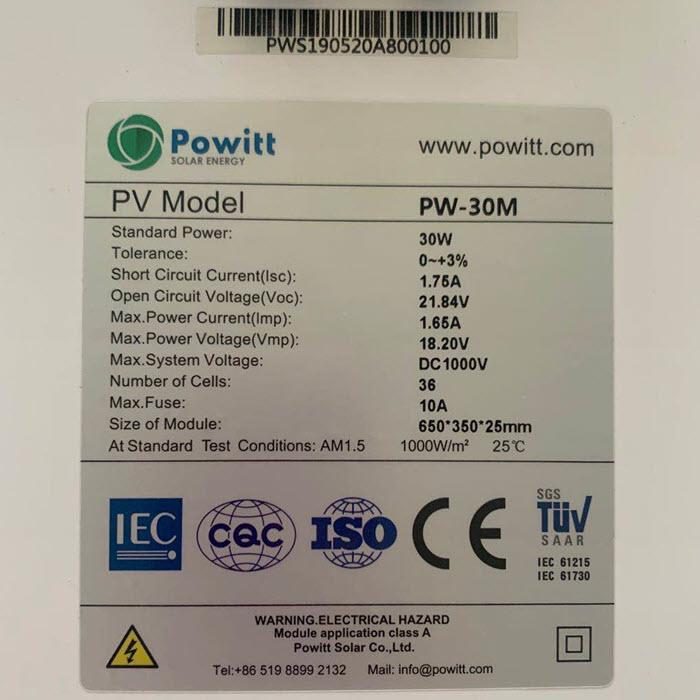 PWS190520A800100
Powitt
SOLAR ENERGY
www.powitt.com
PV Model PW-30M
Standard Power: 30W
Tolerance: 0~+3%
Short Circuit Current(Isc): 1.75A
Open Circuit Voltage(Voc): 21.84V
Max.Power Current(Imp): 1.65A
Max.Power Voltage(Vmp): 18.20V
Max.System Voltage: DC1000V
Number of Cells: 36
Max.Fuse: 10A
Size of Module: 650*350*25mm
At Standard Test Conditions: AM1.5 1000W/m² 25℃
IEC
CQC
ISO
CE
SGS
TÜV
SAAR
IEC 61215
IEC 61730
WARNING.ELECTRICAL HAZARD
Module application class A
Powitt Solar Co.,Ltd.
Tel:+86 519 8899 2132 Mail: info@powitt.com